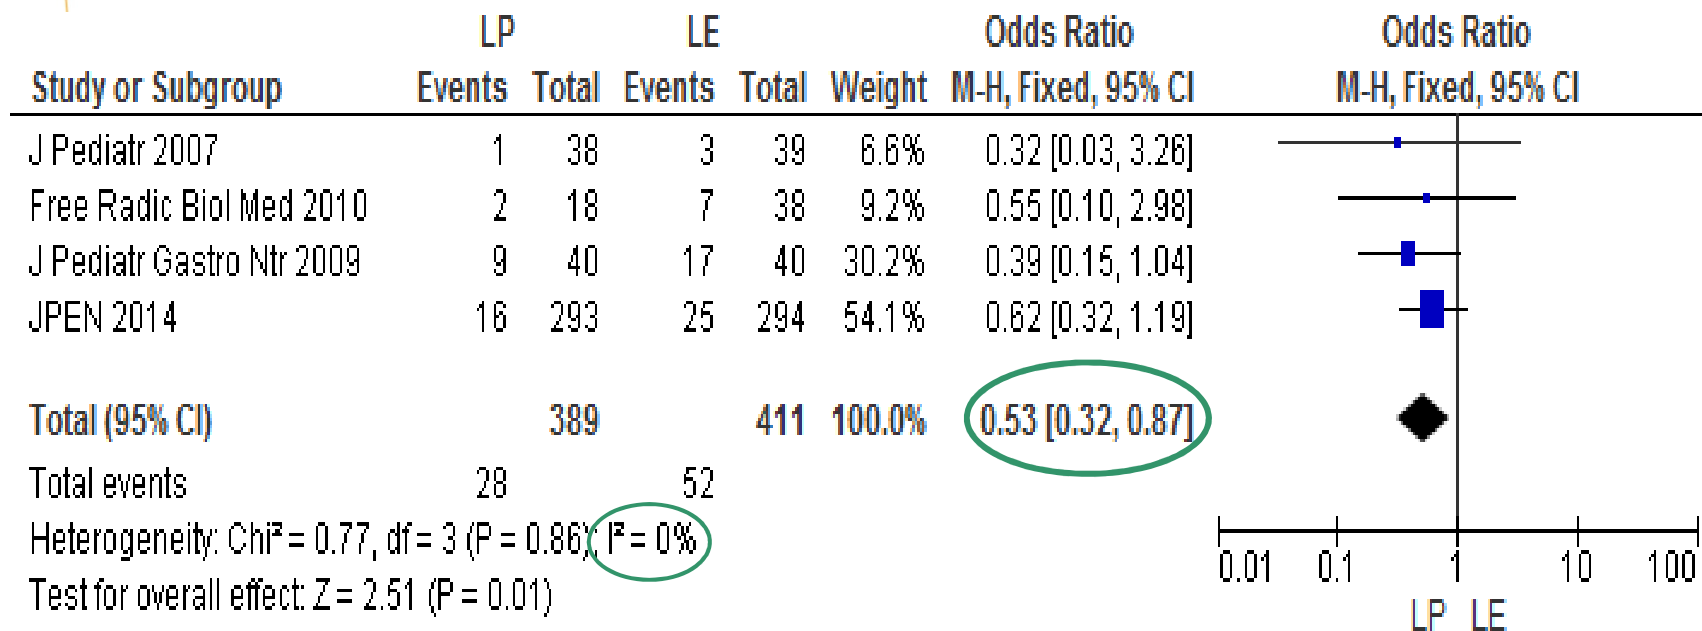 LP LE Odds Ratio Odds Ratio
Study or Subgroup Events Total Events Total Weight M-H, Fixed, 95% CI M-H, Fixed, 95% CI
J Pediatr 2007 1 38 3 39 6.6% 0.32 [0.03, 3.26]
Free Radic Biol Med 2010 2 18 7 38 9.2% 0.55 [0.10, 2.98]
J Pediatr Gastro Ntr 2009 9 40 17 40 30.2% 0.39 [0.15, 1.04]
JPEN 2014 16 293 25 294 54.1% 0.62 [0.32, 1.19]
Total (95% CI) 389 411 100.0% 0.53 [0.32, 0.87]
Total events 28 52
Heterogeneity: Chi² = 0.77, df = 3 (P = 0.86); I² = 0%
Test for overall effect: Z = 2.51 (P = 0.01)
0.01 0.1 1 10 100
LP LE